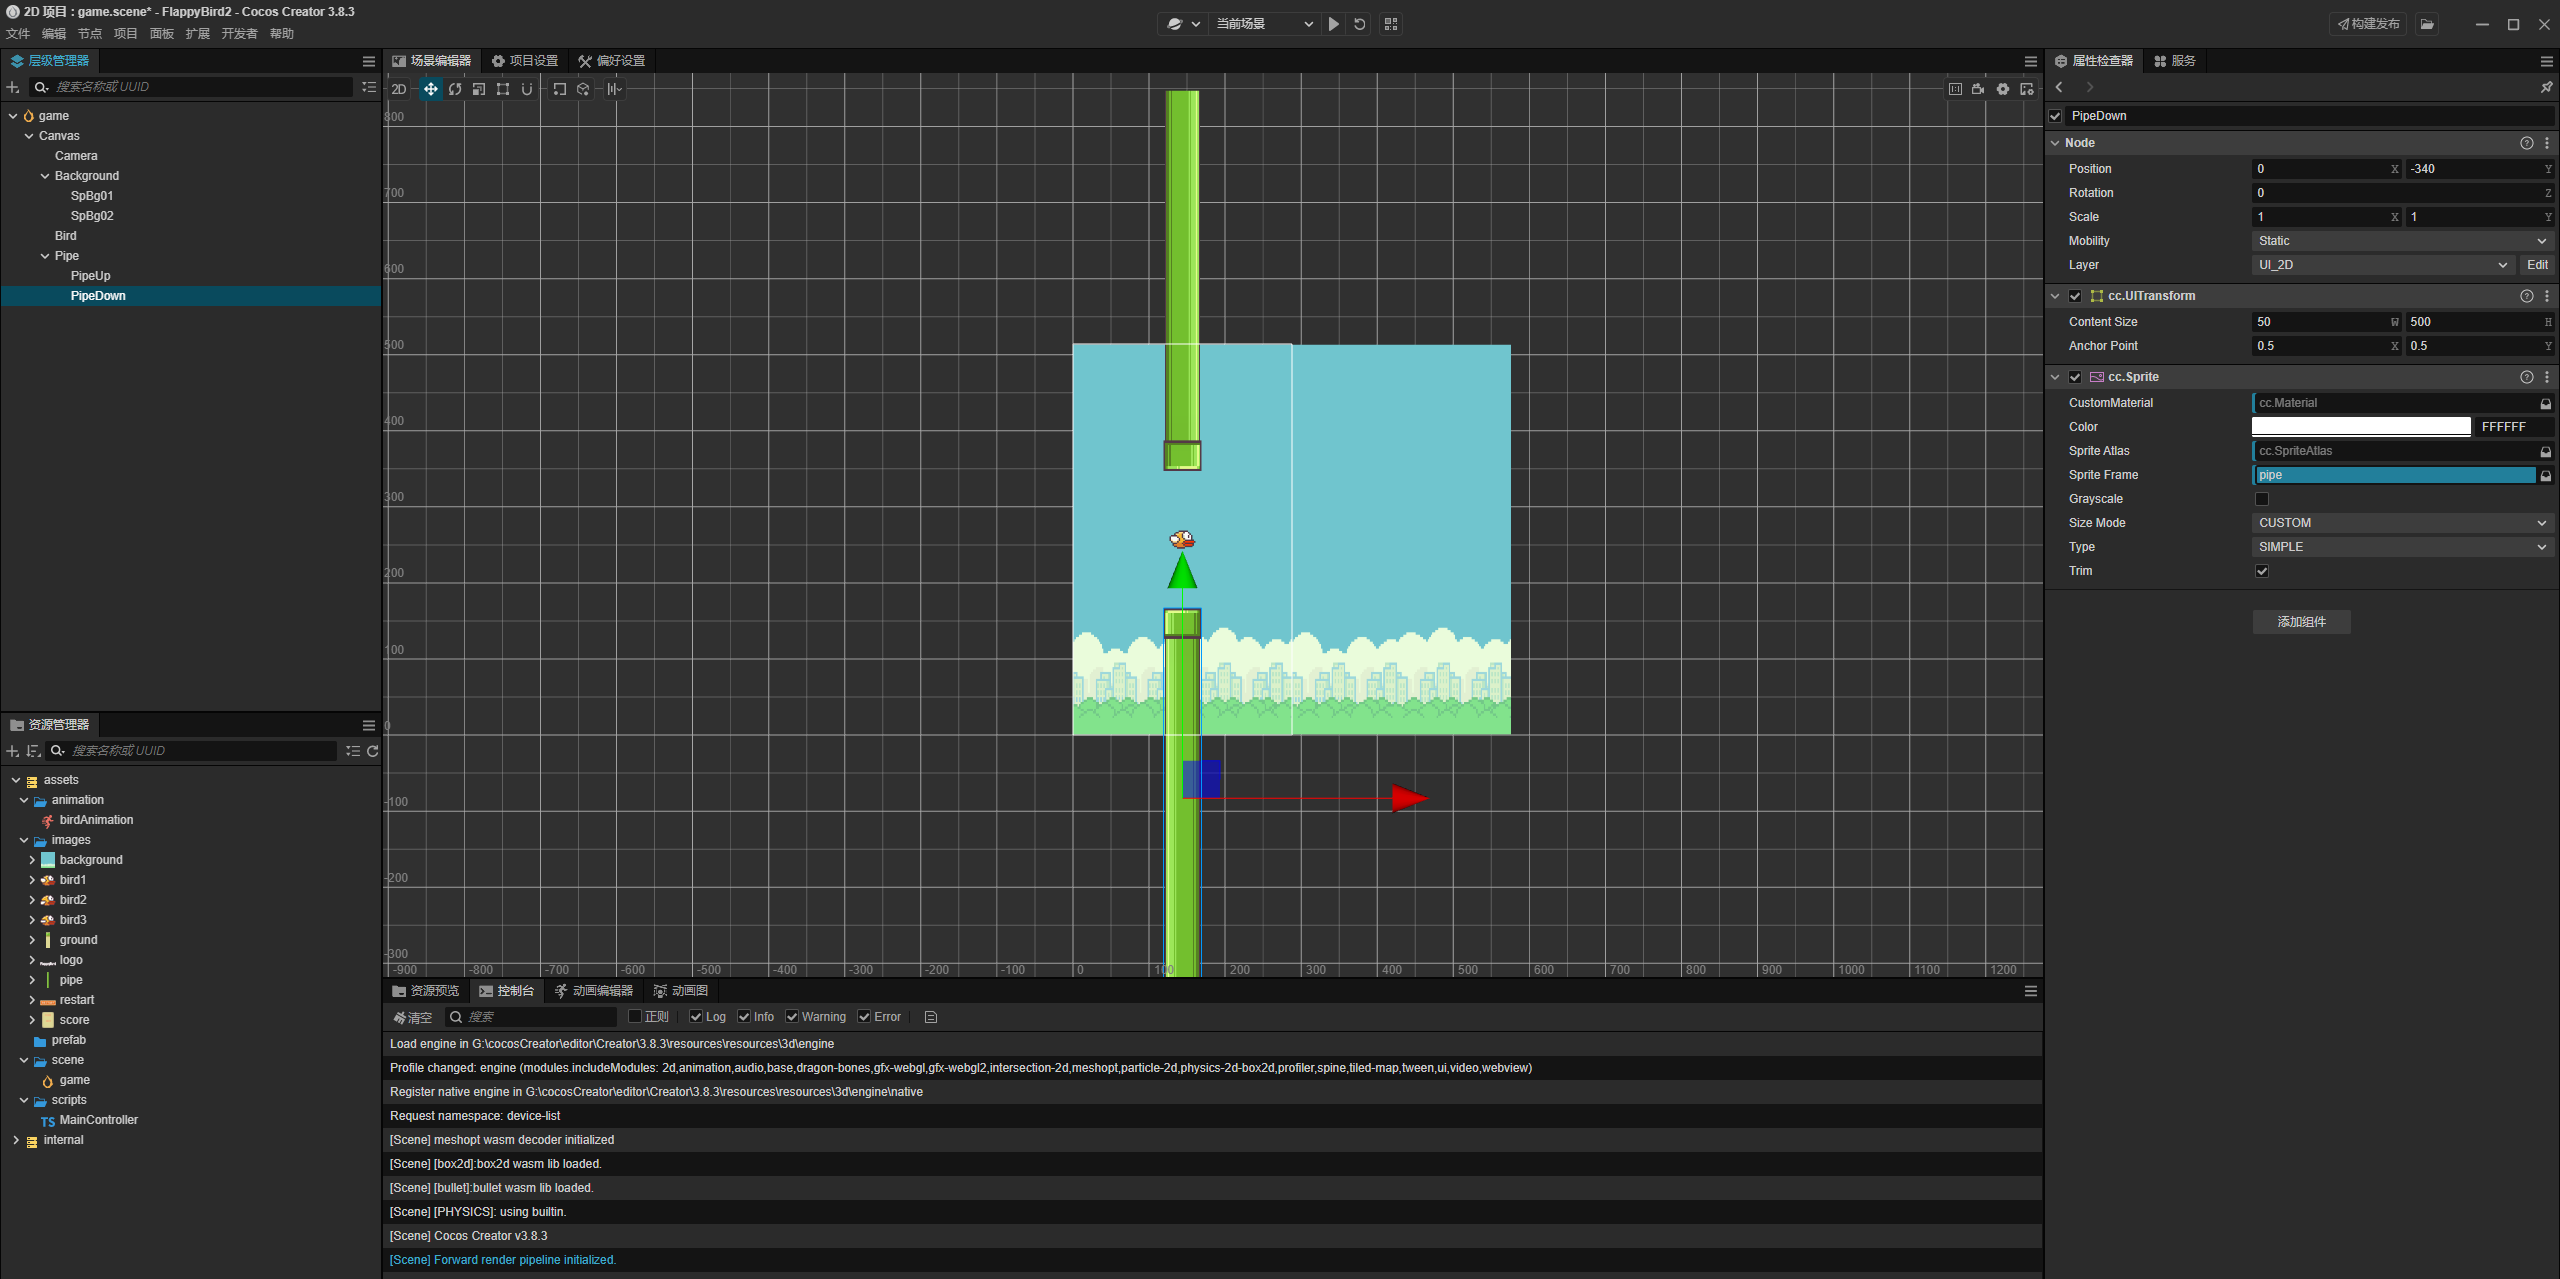 2D 项目 : game.scene* - FlappyBird2 - Cocos Creator 3.8.3
文件 编辑 节点 项目 面板 扩展 开发者 帮助
当前场景
构建发布
层级管理器
搜索名称或 UUID
game
Canvas
Camera
Background
SpBg01
SpBg02
Bird
Pipe
PipeUp
PipeDown
资源管理器
搜索名称或 UUID
assets
animation
birdAnimation
images
background
bird1
bird2
bird3
ground
logo
pipe
restart
score
prefab
scene
game
scripts
TS MainController
internal
场景编辑器 项目设置 偏好设置
2D
800
700
600
500
400
300
200
100
0
-100
-200
-300
-900 -800 -700 -600 -500 -400 -300 -200 -100 0 100 200 300 400 500 600 700 800 900 1000 1100 1200
资源预览 控制台 动画编辑器 动画图
清空 搜索 正则 Log Info Warning Error
Load engine in G:\cocosCreator\editor\Creator\3.8.3\resources\resources\3d\engine
Profile changed: engine (modules.includeModules: 2d,animation,audio,base,dragon-bones,gfx-webgl,gfx-webgl2,intersection-2d,meshopt,particle-2d,physics-2d-box2d,profiler,spine,tiled-map,tween,ui,video,webview)
Register native engine in G:\cocosCreator\editor\Creator\3.8.3\resources\resources\3d\engine\native
Request namespace: device-list
[Scene] meshopt wasm decoder initialized
[Scene] [box2d]:box2d wasm lib loaded.
[Scene] [bullet]:bullet wasm lib loaded.
[Scene] [PHYSICS]: using builtin.
[Scene] Cocos Creator v3.8.3
[Scene] Forward render pipeline initialized.
属性检查器 服务
PipeDown
Node
Position 0 X -340 Y
Rotation 0 Z
Scale 1 X 1 Y
Mobility Static
Layer UI_2D Edit
cc.UITransform
Content Size 50 W 500 H
Anchor Point 0.5 X 0.5 Y
cc.Sprite
CustomMaterial cc.Material
Color FFFFFF
Sprite Atlas cc.SpriteAtlas
Sprite Frame pipe
Grayscale
Size Mode CUSTOM
Type SIMPLE
Trim
添加组件